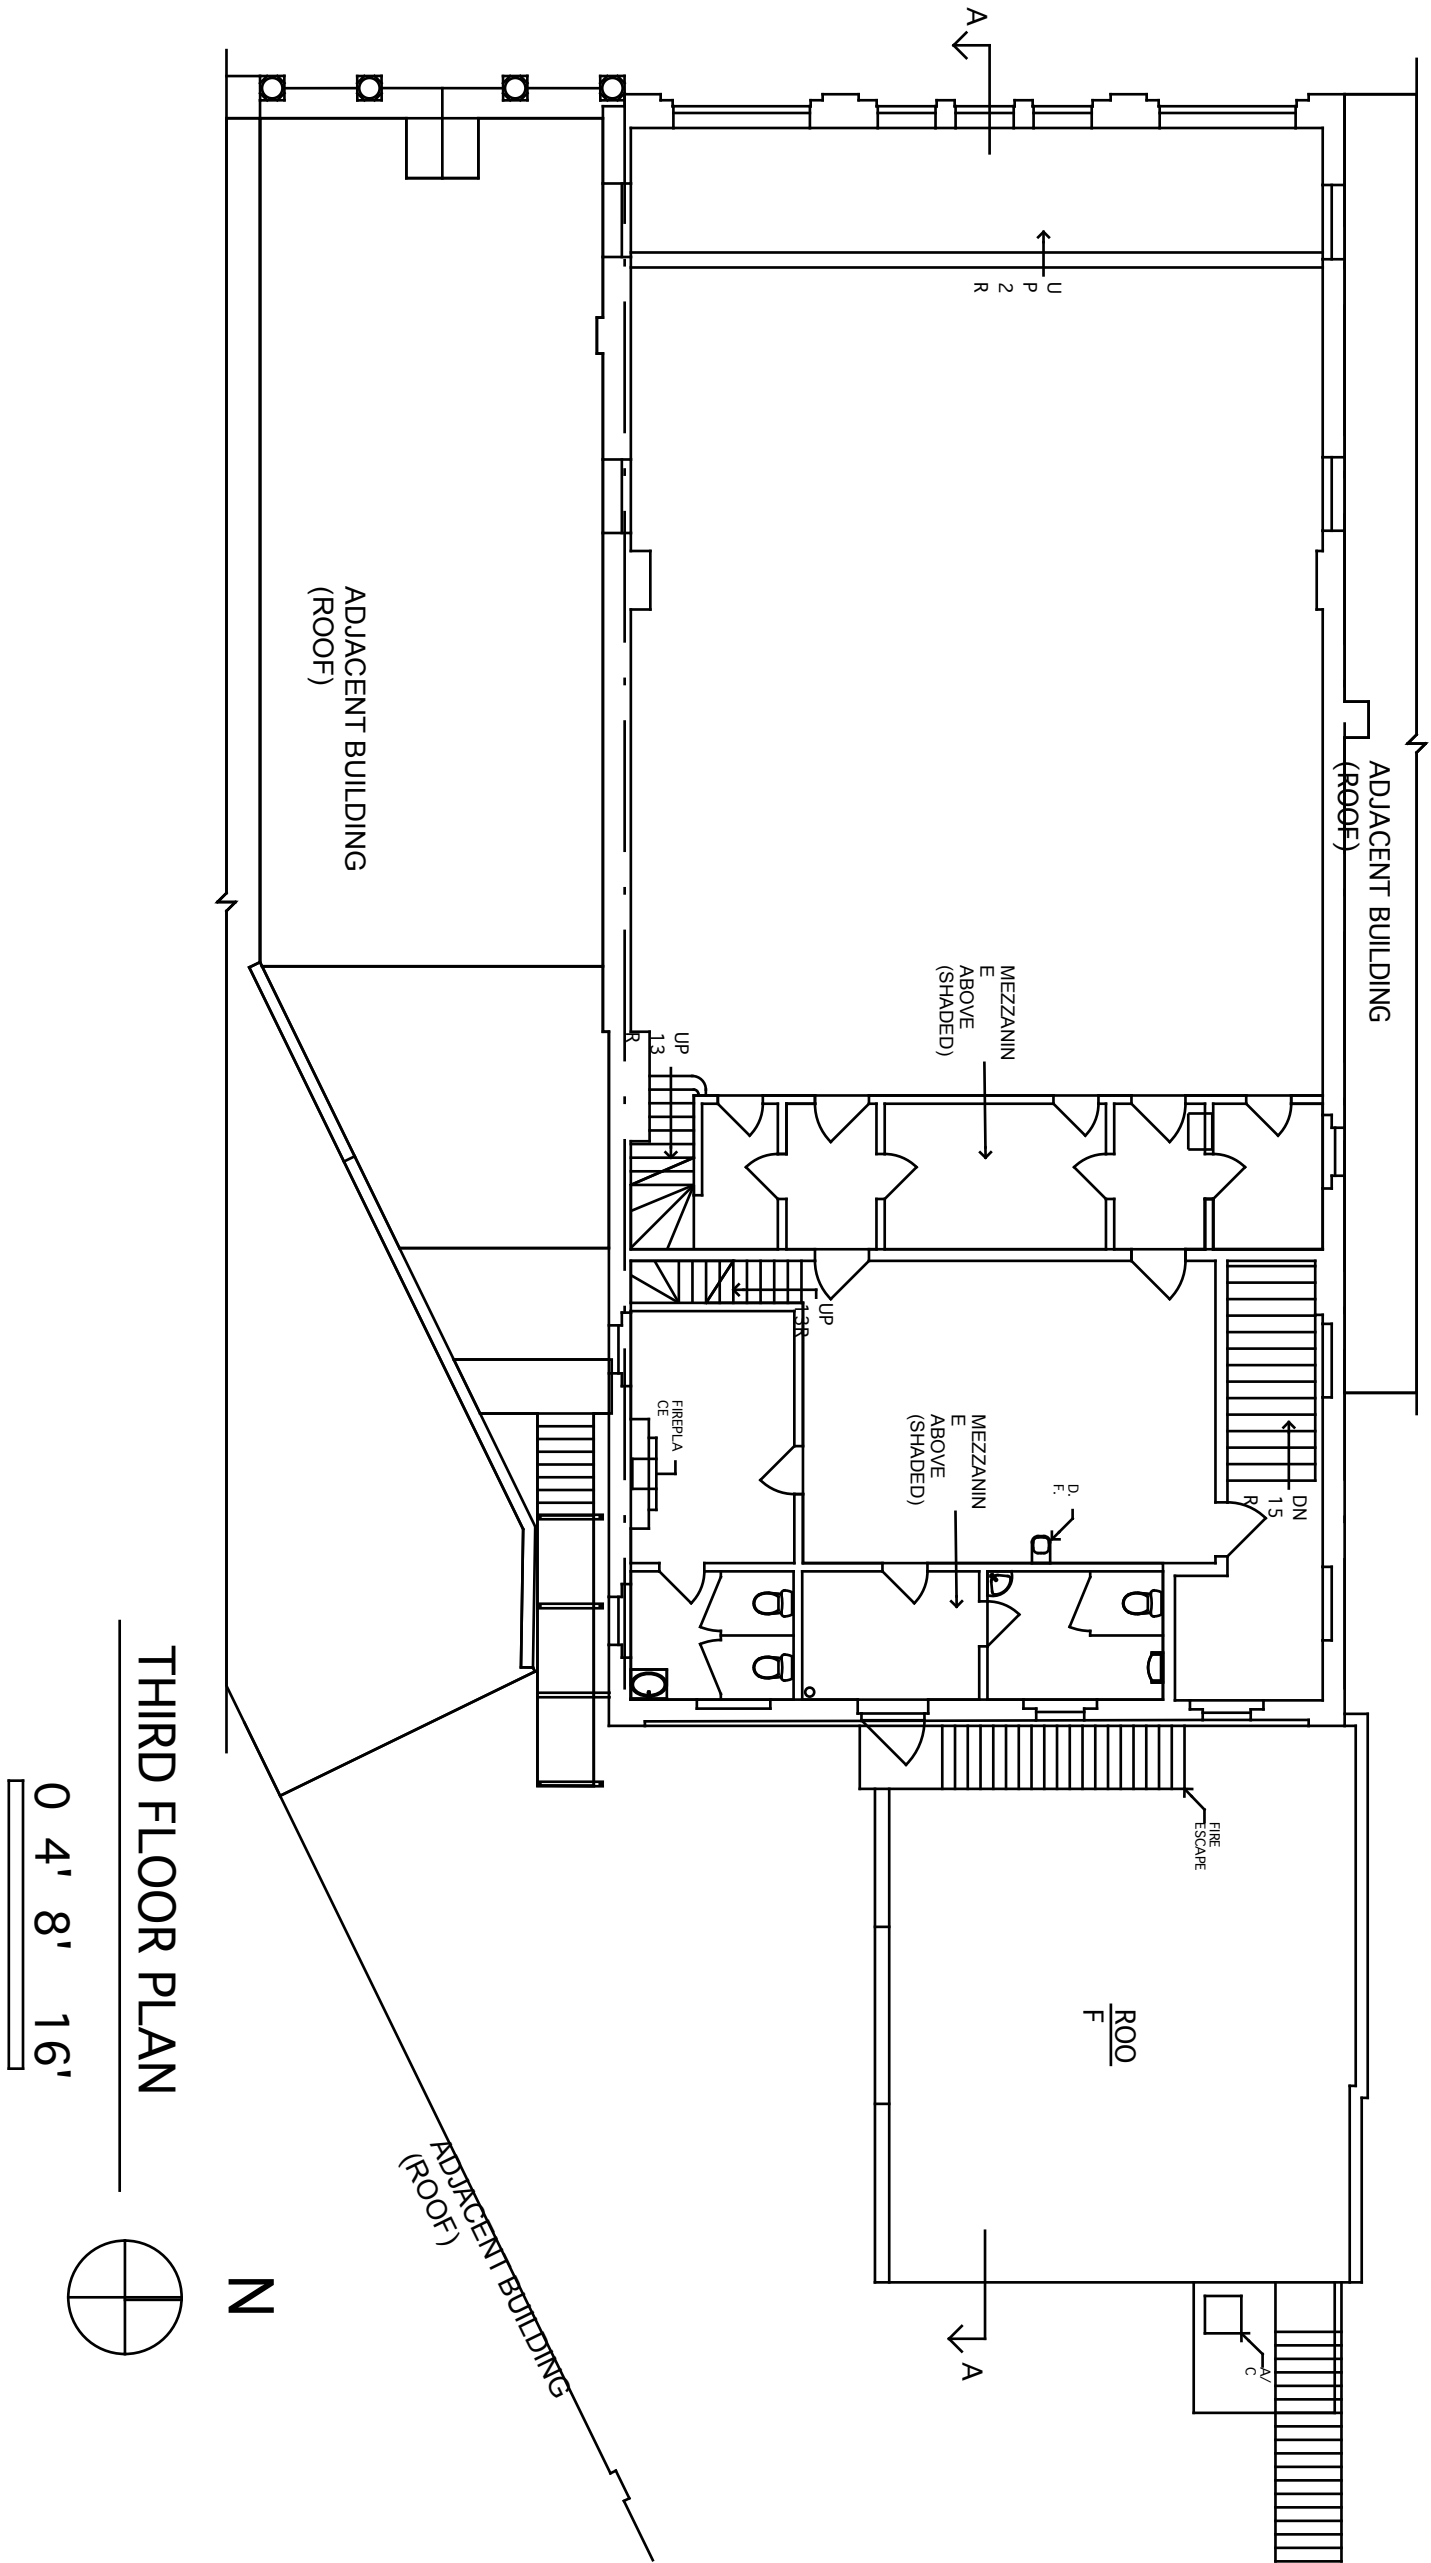 A
U
P
2
R
ADJACENT BUILDING
(ROOF)
ADJACENT BUILDING
(ROOF)
MEZZANIN
E
ABOVE
(SHADED)
UP
13
R
UP
13R
FIREPLA
CE
MEZZANIN
E
ABOVE
(SHADED)
D.
F.
DN
15
R
FIRE
ESCAPE
ROO
F
ADJACENT BUILDING
(ROOF)
A/
C
A
THIRD FLOOR PLAN
0 4' 8' 16'
N